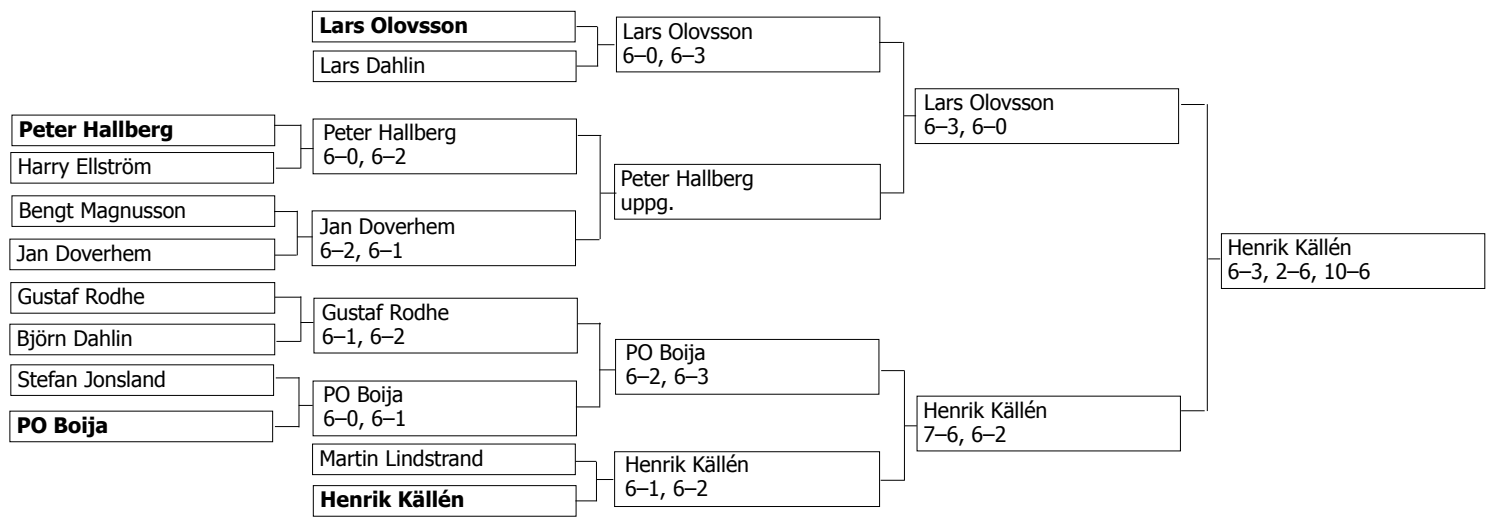 Lars Olovsson
Lars Dahlin
Peter Hallberg
Harry Ellström
Bengt Magnusson
Jan Doverhem
Gustaf Rodhe
Björn Dahlin
Stefan Jonsland
PO Boija
Martin Lindstrand
Henrik Källén
Peter Hallberg
6–0, 6–2
Jan Doverhem
6–2, 6–1
Gustaf Rodhe
6–1, 6–2
PO Boija
6–0, 6–1
Lars Olovsson
6–0, 6–3
Peter Hallberg
uppg.
PO Boija
6–2, 6–3
Henrik Källén
6–1, 6–2
Lars Olovsson
6–3, 6–0
Henrik Källén
7–6, 6–2
Henrik Källén
6–3, 2–6, 10–6